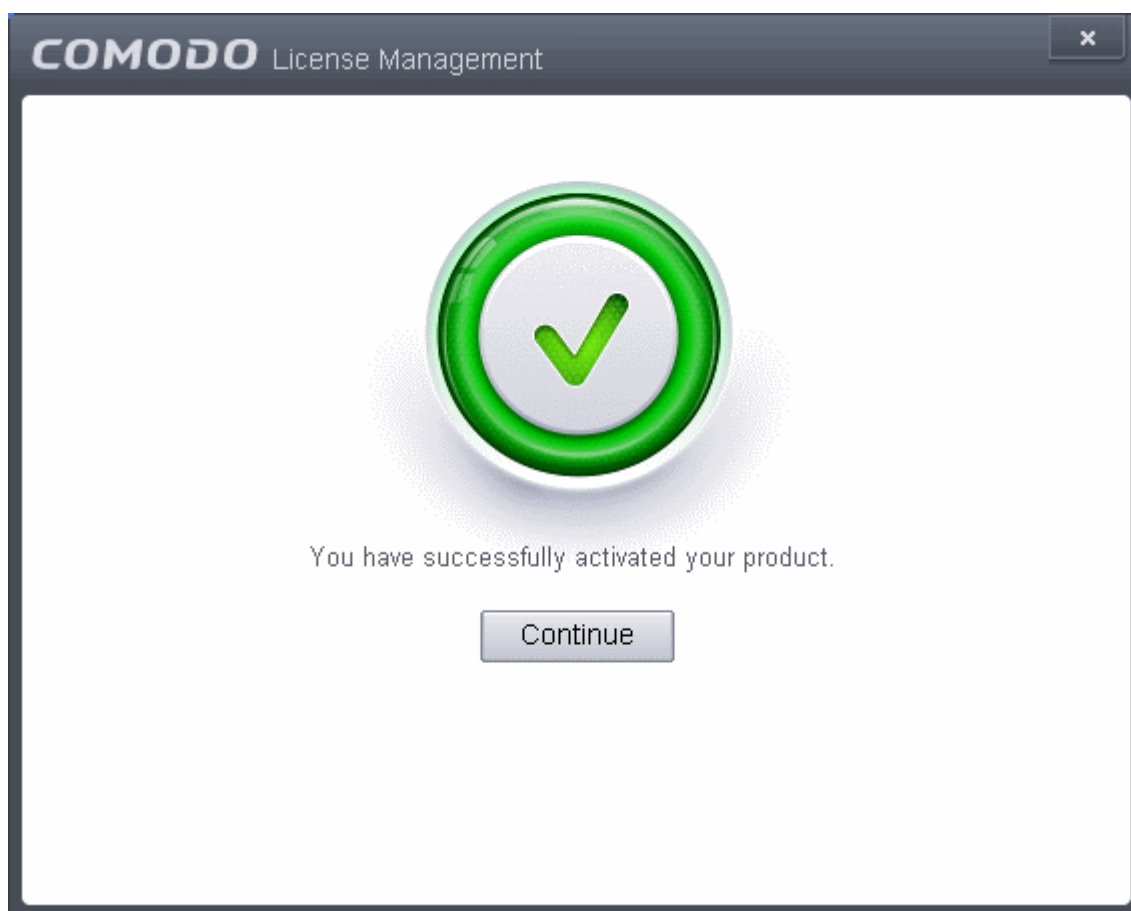 COMODO License Management
You have successfully activated your product.
Continue